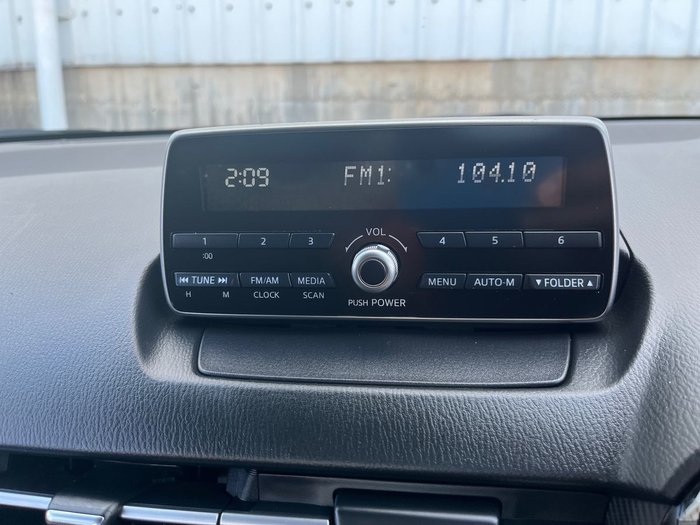 2:09 FM1: 104.10
VOL
1 2 3 4 5 6
:00
⏮ TUNE ⏭ FM/AM MEDIA MENU AUTO-M ▼ FOLDER ▲
H M CLOCK SCAN PUSH POWER